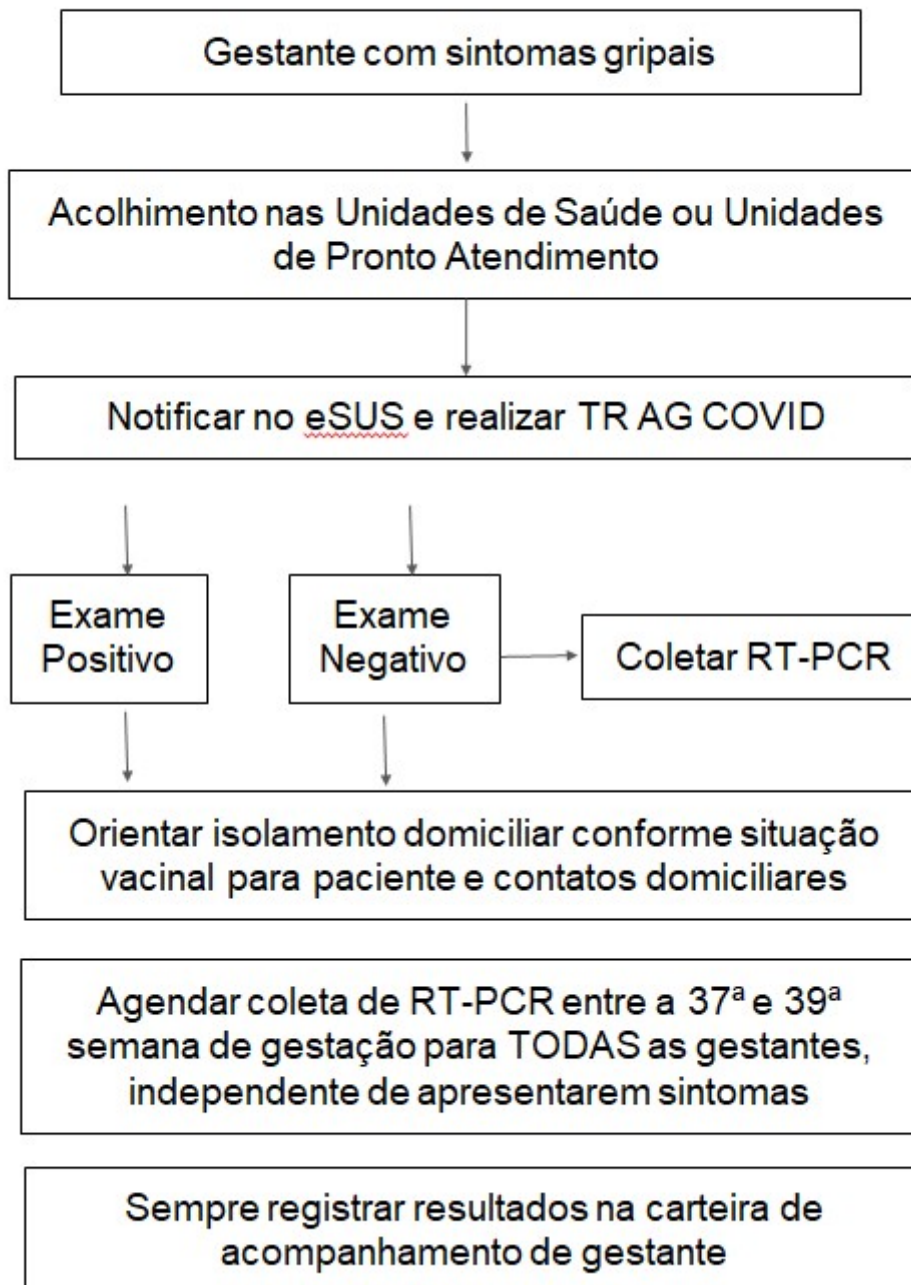 Gestante com sintomas gripais
Acolhimento nas Unidades de Saúde ou Unidades
de Pronto Atendimento
Notificar no eSUS e realizar TR AG COVID
Exame
Positivo
Exame
Negativo
Coletar RT-PCR
Orientar isolamento domiciliar conforme situação
vacinal para paciente e contatos domiciliares
Agendar coleta de RT-PCR entre a 37ª e 39ª
semana de gestação para TODAS as gestantes,
independente de apresentarem sintomas
Sempre registrar resultados na carteira de
acompanhamento de gestante